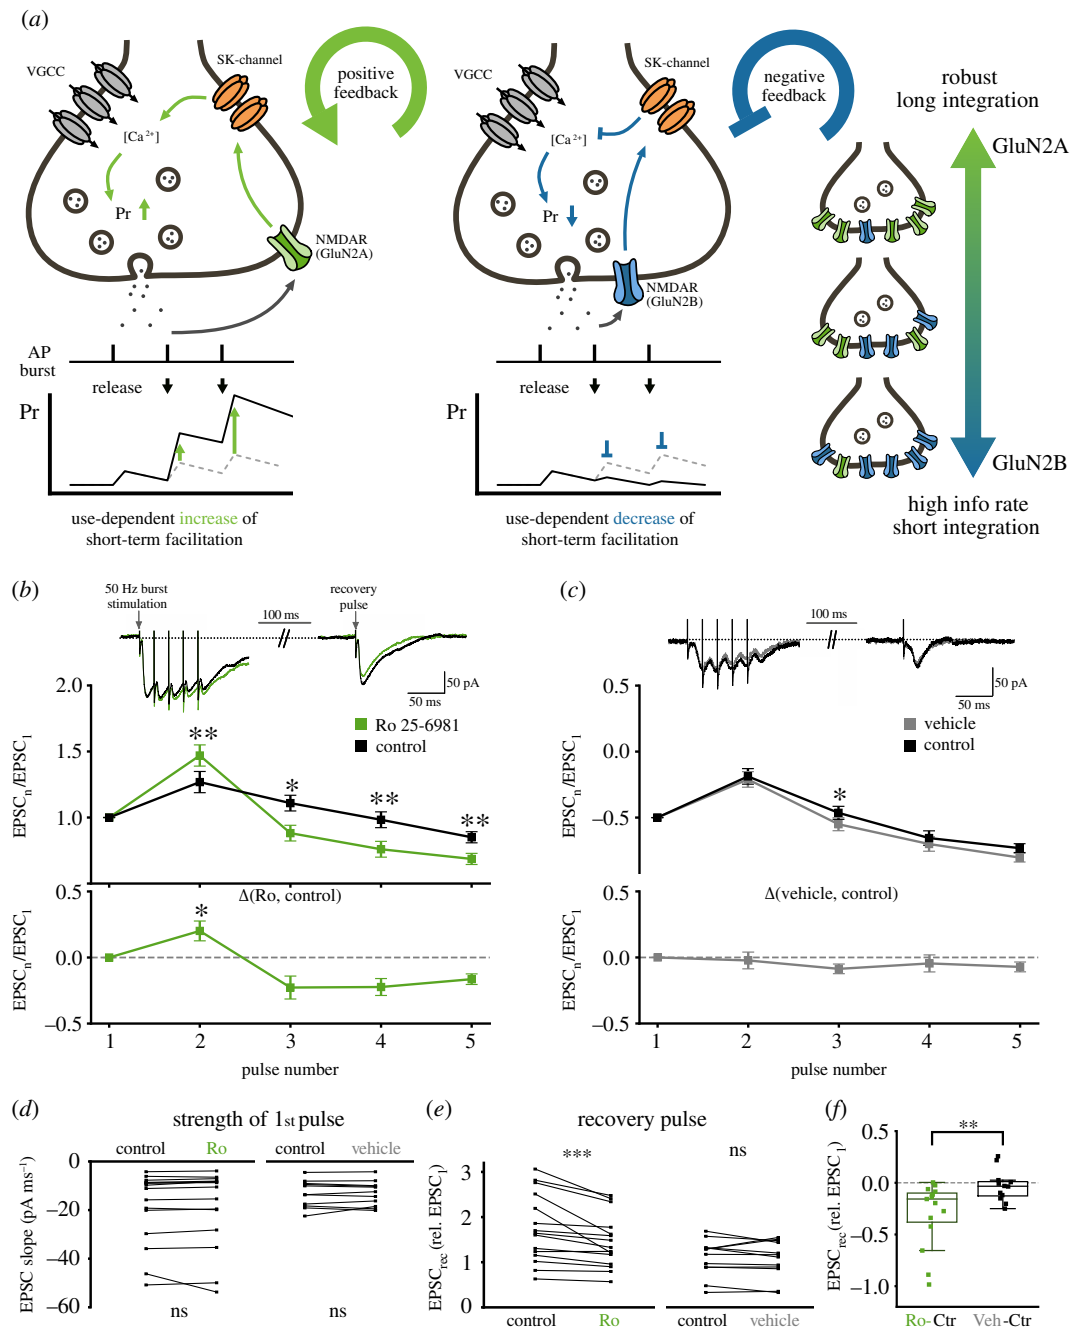 (a)
VGCC
SK-channel
positive
feedback
[Ca2+]
Pr
NMDAR
(GluN2A)
AP
burst
release
Pr
use-dependent increase of
short-term facilitation
VGCC
SK-channel
negative
feedback
[Ca2+]
Pr
NMDAR
(GluN2B)
release
Pr
use-dependent decrease of
short-term facilitation
robust
long integration
GluN2A
GluN2B
high info rate
short integration
(b)
50 Hz burst
stimulation
recovery
pulse
100 ms
50 pA
50 ms
Ro 25-6981
control
2.0
1.5
1.0
EPSCn/EPSC1
** * ** **
0.5
0.0
–0.5
EPSCn/EPSC1
Δ(Ro, control)
*
1 2 3 4 5
pulse number
(c)
100 ms
50 pA
50 ms
vehicle
control
0.5
0.0
–0.5
EPSCn/EPSC1
*
0.5
0.0
–0.5
EPSCn/EPSC1
Δ(vehicle, control)
1 2 3 4 5
pulse number
(d)
strength of 1st pulse
control Ro
control vehicle
0
–20
–40
–60
EPSC slope (pA ms–1)
ns
ns
(e)
recovery pulse
***
ns
3
2
1
0
EPSCrec (rel. EPSC1)
control Ro
control vehicle
(f)
**
0.5
0.0
–0.5
–1.0
EPSCrec (rel. EPSC1)
Ro-Ctr
Veh-Ctr